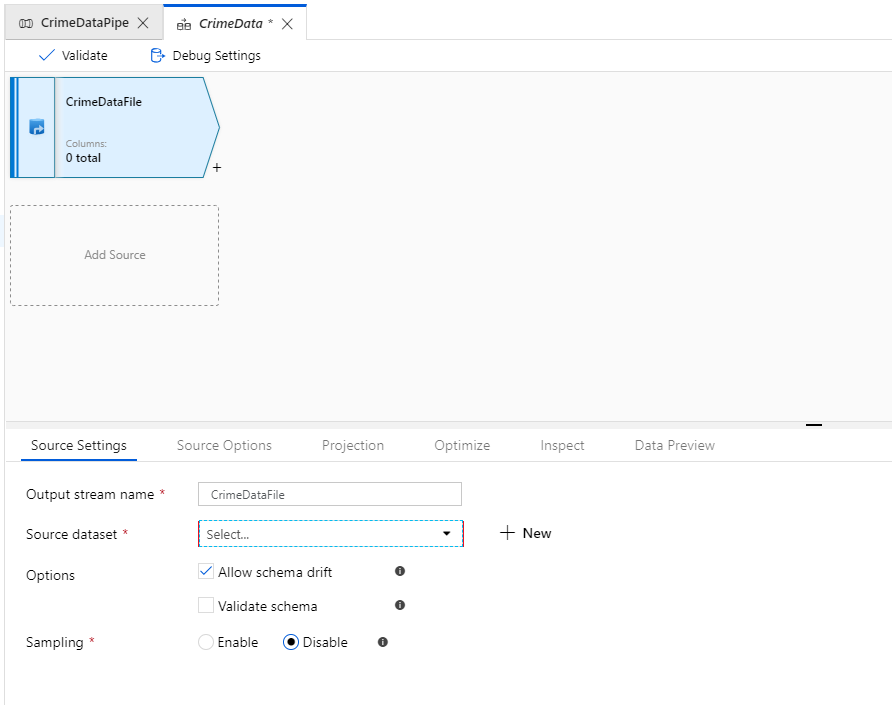 CrimeDataPipe
CrimeData *
Validate
Debug Settings
CrimeDataFile
Columns:
0 total
+
Add Source
Source Settings
Source Options
Projection
Optimize
Inspect
Data Preview
Output stream name *
CrimeDataFile
Source dataset *
Select...
+ New
Options
Allow schema drift
Validate schema
Sampling *
Enable
Disable